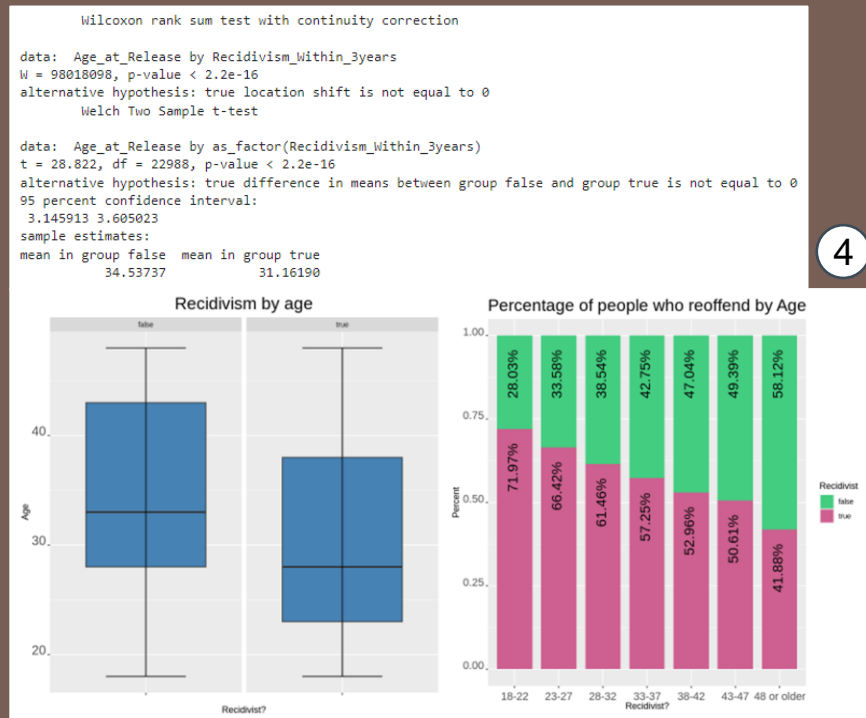 Wilcoxon rank sum test with continuity correction
data: Age_at_Release by Recidivism_Within_3years
W = 98018098, p-value < 2.2e-16
alternative hypothesis: true location shift is not equal to 0
Welch Two Sample t-test
data: Age_at_Release by as_factor(Recidivism_Within_3years)
t = 28.822, df = 22988, p-value < 2.2e-16
alternative hypothesis: true difference in means between group false and group true is not equal to 0
95 percent confidence interval:
3.145913 3.605023
sample estimates:
mean in group false mean in group true
34.53737 31.16190
4
Recidivism by age
false true
40
30
20
Age
Recidivist?
Percentage of people who reoffend by Age
1.00
0.75
0.50
0.25
0.00
Percent
28.03% 33.58% 38.54% 42.75% 47.04% 49.39% 58.12%
71.97% 66.42% 61.46% 57.25% 52.96% 50.61% 41.88%
18-22 23-27 28-32 33-37 38-42 43-47 48 or older
Recidivist?
Recidivist
false
true